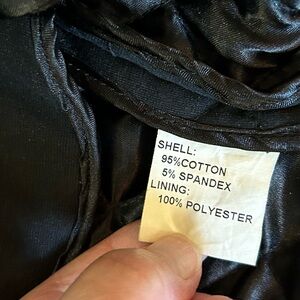 SHELL:
95%COTTON
5% SPANDEX
LINING:
100% POLYESTER